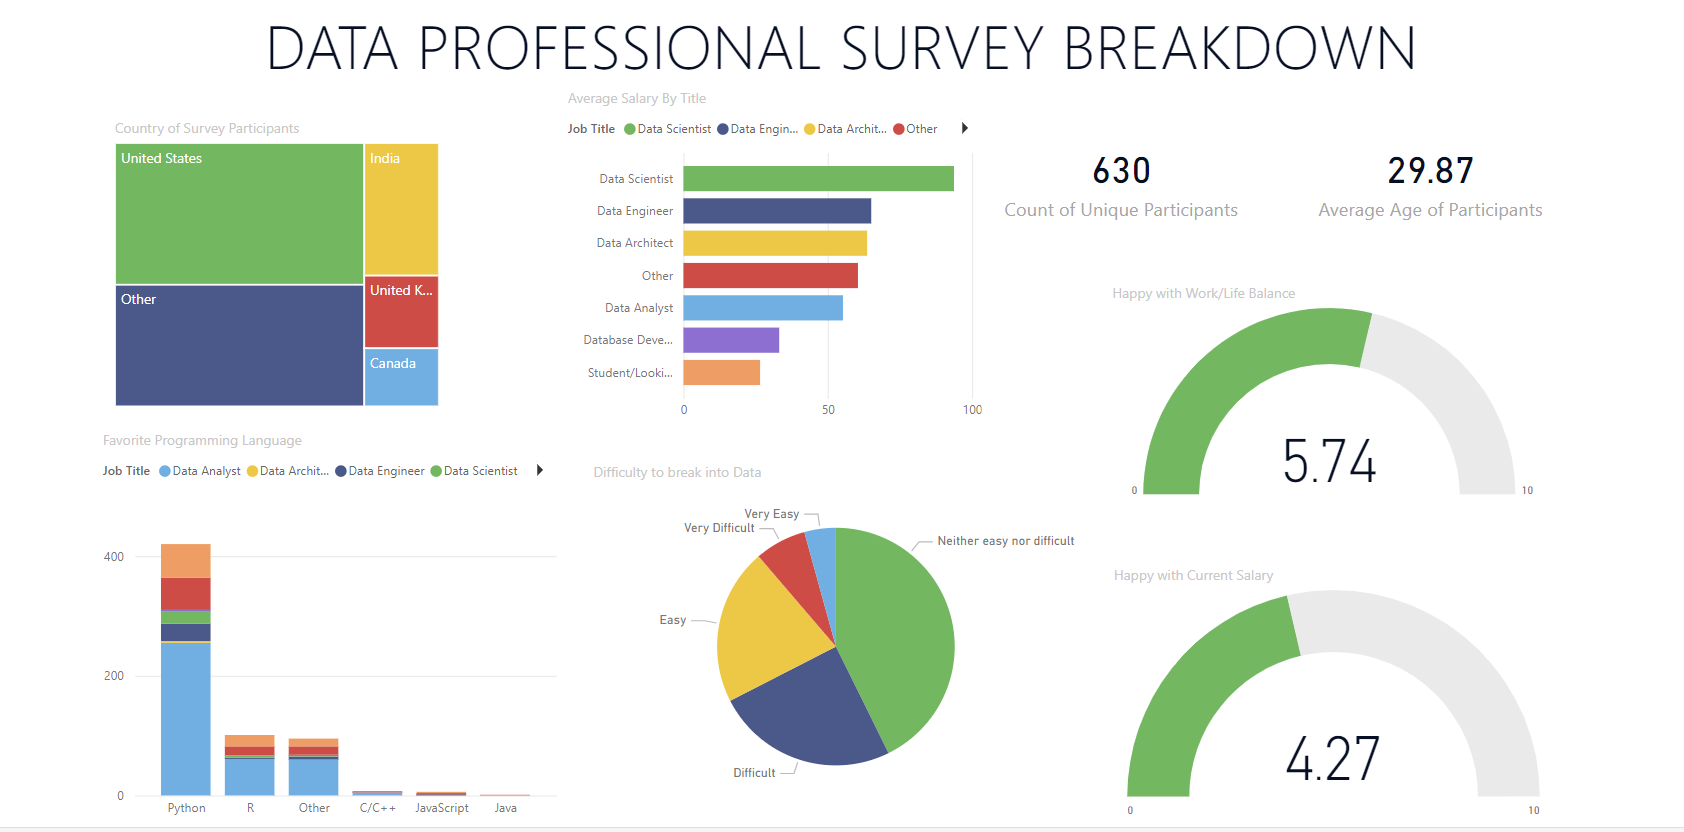 DATA PROFESSIONAL SURVEY BREAKDOWN
Country of Survey Participants
United States
India
Other
United K...
Canada
Average Salary By Title
Job Title Data Scientist Data Engin... Data Archit... Other
Data Scientist
Data Engineer
Data Architect
Other
Data Analyst
Database Deve...
Student/Looki...
0 50 100
630
Count of Unique Participants
29.87
Average Age of Participants
Happy with Work/Life Balance
5.74
0 10
Favorite Programming Language
Job Title Data Analyst Data Archit... Data Engineer Data Scientist
400
200
0
Python R Other C/C++ JavaScript Java
Difficulty to break into Data
Very Easy
Very Difficult
Neither easy nor difficult
Easy
Difficult
Happy with Current Salary
4.27
0 10